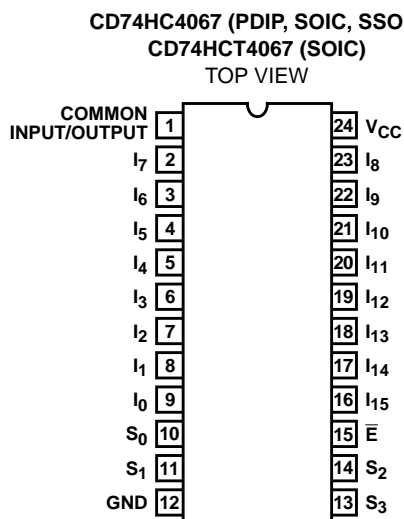 CD74HC4067 (PDIP, SOIC, SSO
CD74HCT4067 (SOIC)
TOP VIEW
COMMON
INPUT/OUTPUT 1 24 VCC
I7 2 23 I8
I6 3 22 I9
I5 4 21 I10
I4 5 20 I11
I3 6 19 I12
I2 7 18 I13
I1 8 17 I14
I0 9 16 I15
S0 10 15 E̅
S1 11 14 S2
GND 12 13 S3